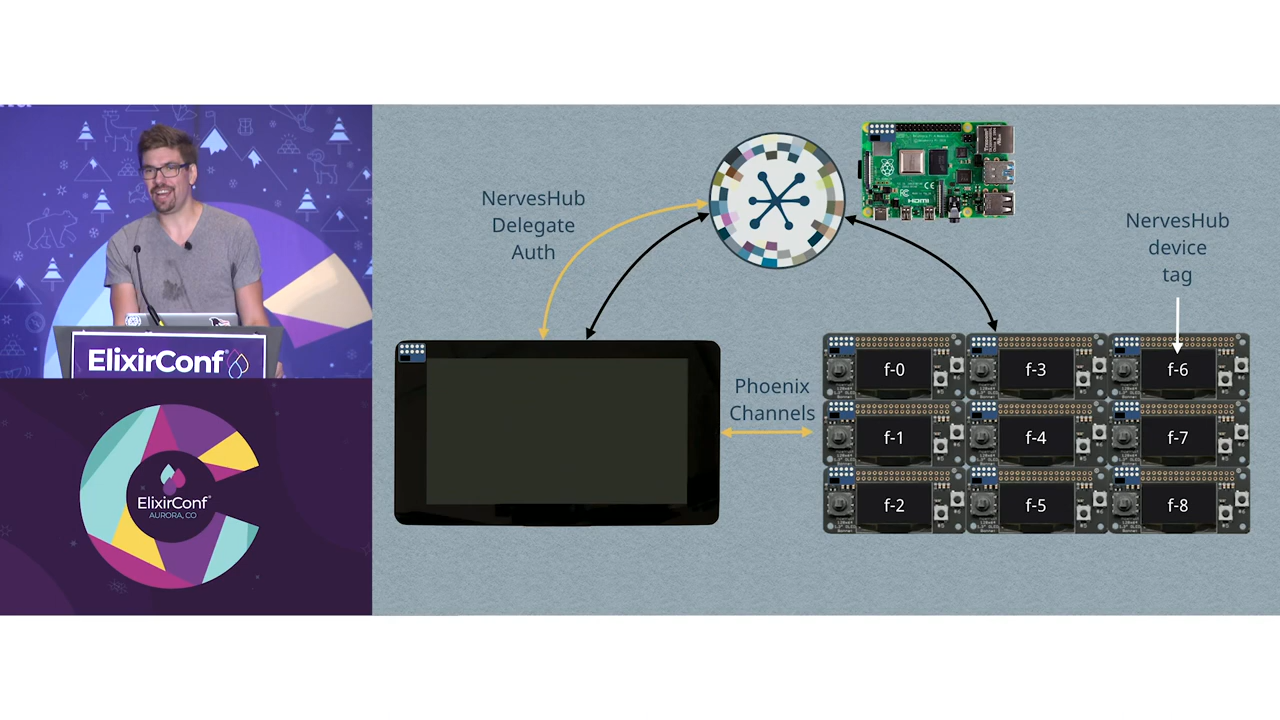 ElixirConf
ElixirConf
AURORA, CO
NervesHub
Delegate
Auth
HDMI
NervesHub
device
tag
Phoenix
Channels
f-0
f-3
f-6
f-1
f-4
f-7
f-2
f-5
f-8